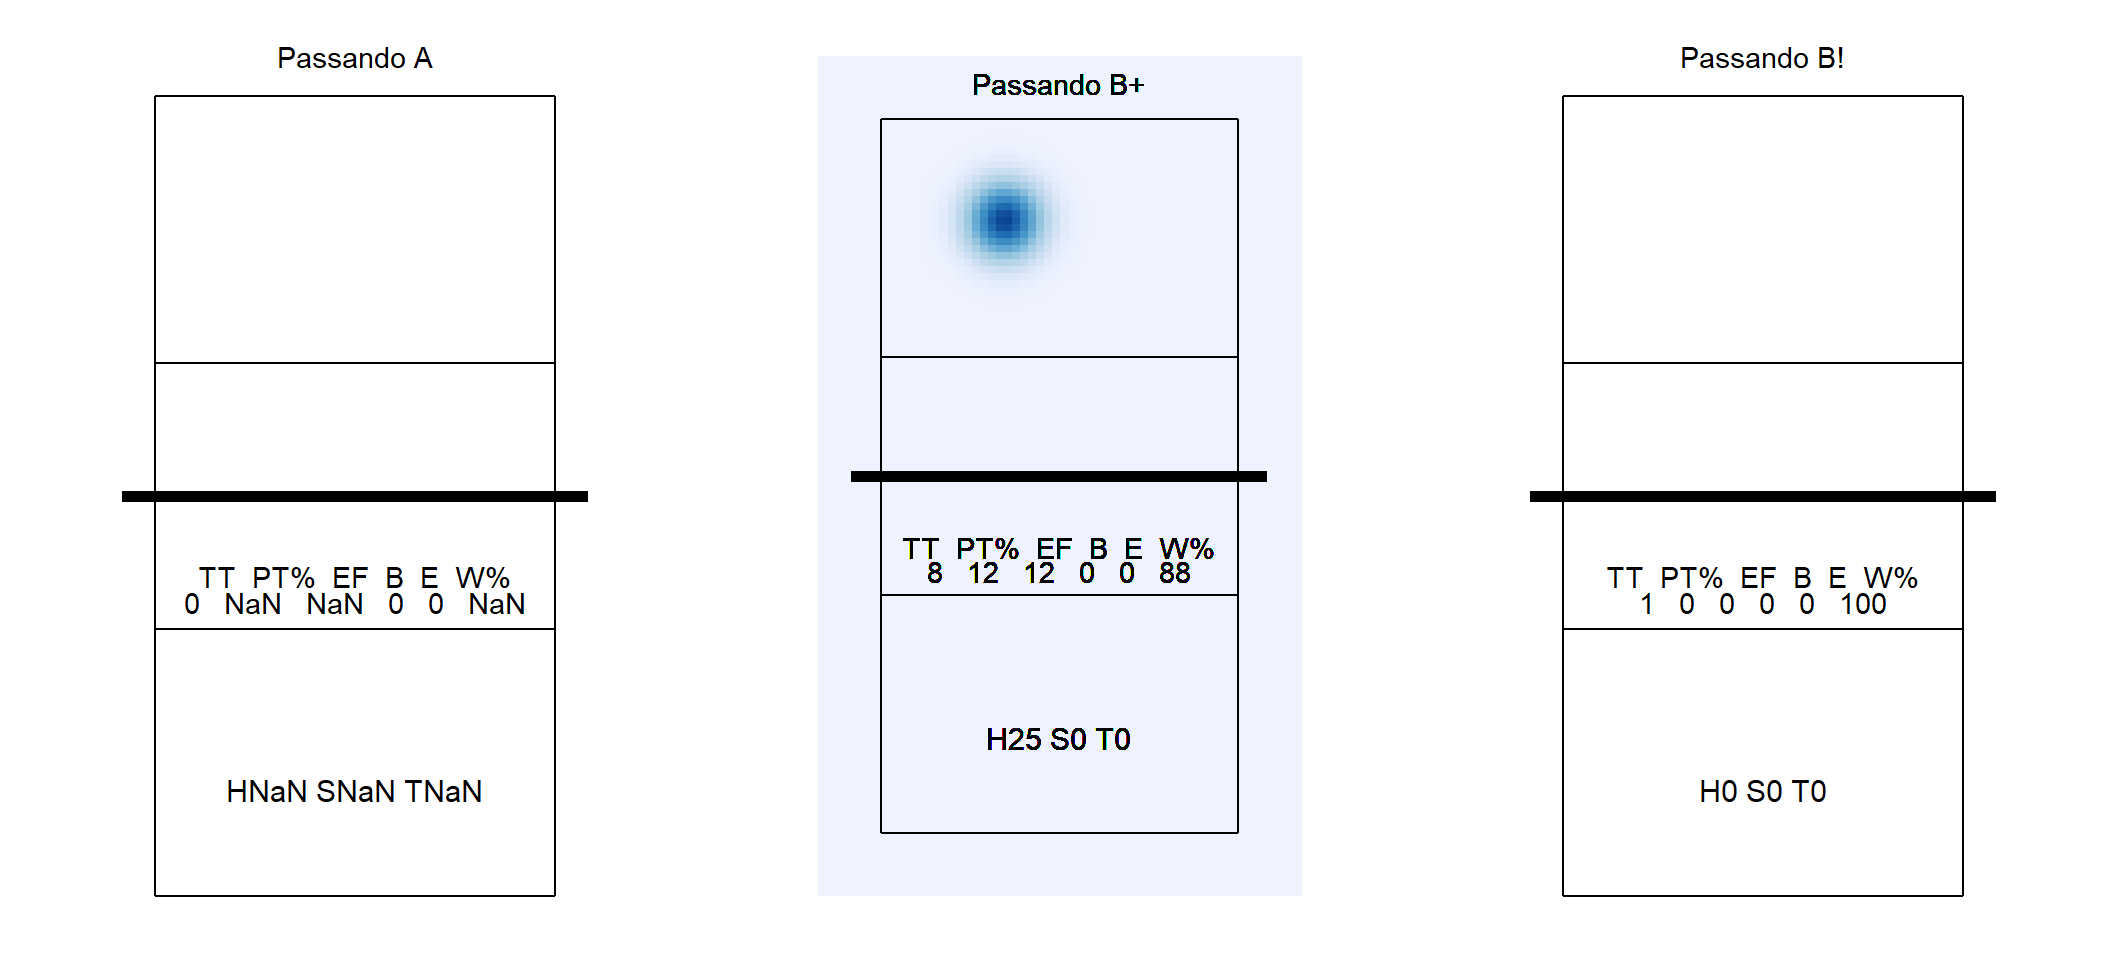 Passando A
TT PT% EF B E W%
0 NaN NaN 0 0 NaN
HNaN SNaN TNaN
Passando B+
TT PT% EF B E W%
8 12 12 0 0 88
H25 S0 T0
Passando B!
TT PT% EF B E W%
1 0 0 0 0 100
H0 S0 T0